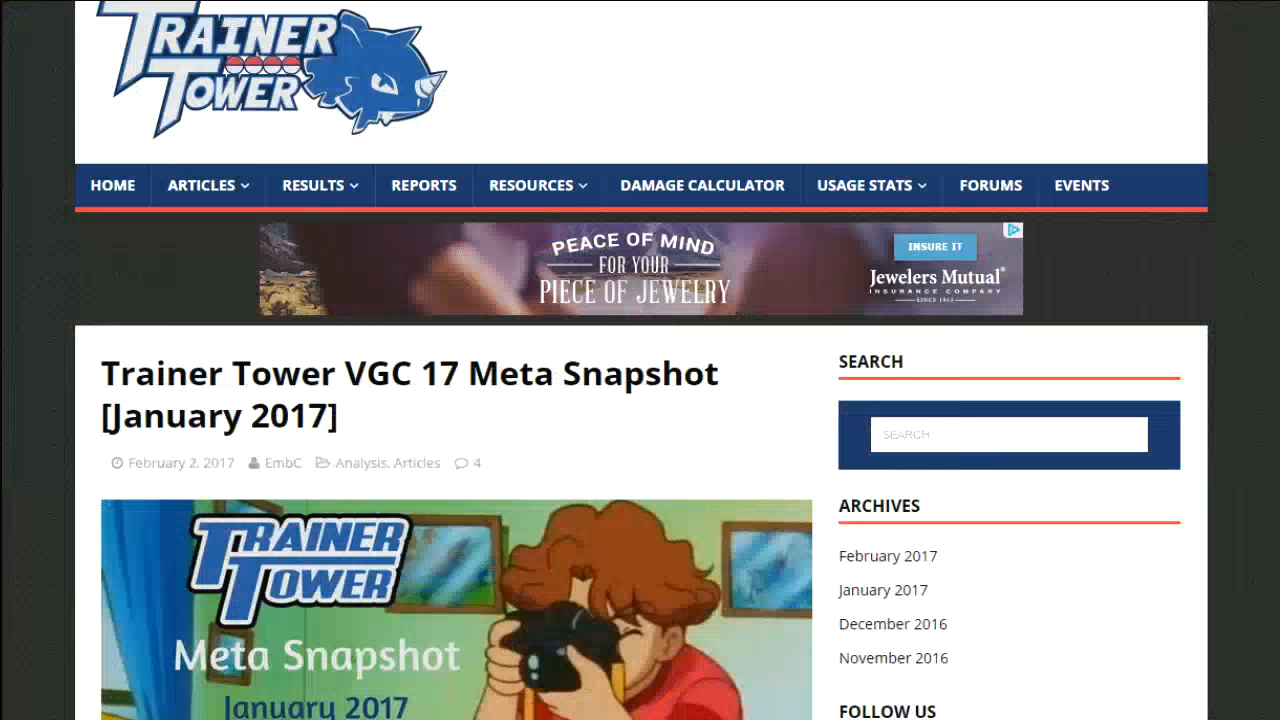 TRAINER
TOWER
HOME ARTICLES RESULTS REPORTS RESOURCES DAMAGE CALCULATOR USAGE STATS FORUMS EVENTS
PEACE OF MIND
FOR YOUR
PIECE OF JEWELRY
INSURE IT
Jewelers Mutual®
INSURANCE COMPANY
SINCE 1913
Trainer Tower VGC 17 Meta Snapshot
[January 2017]
February 2, 2017 EmbC Analysis, Articles 4
TRAINER
TOWER
Meta Snapshot
January 2017
SEARCH
SEARCH
ARCHIVES
February 2017
January 2017
December 2016
November 2016
FOLLOW US